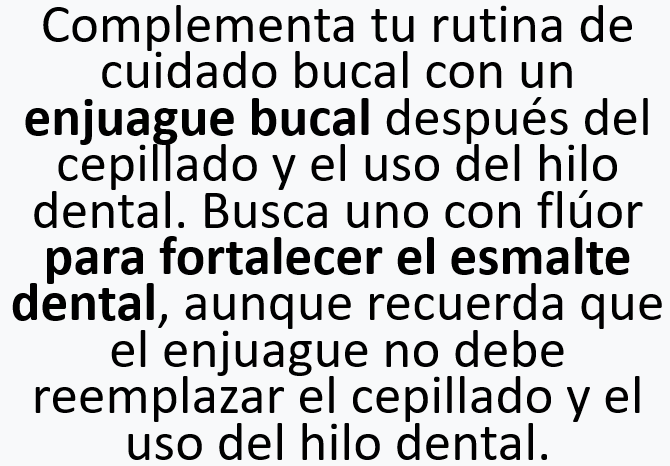 Complementa tu rutina de
cuidado bucal con un
enjuague bucal después del
cepillado y el uso del hilo
dental. Busca uno con flúor
para fortalecer el esmalte
dental, aunque recuerda que
el enjuague no debe
reemplazar el cepillado y el
uso del hilo dental.